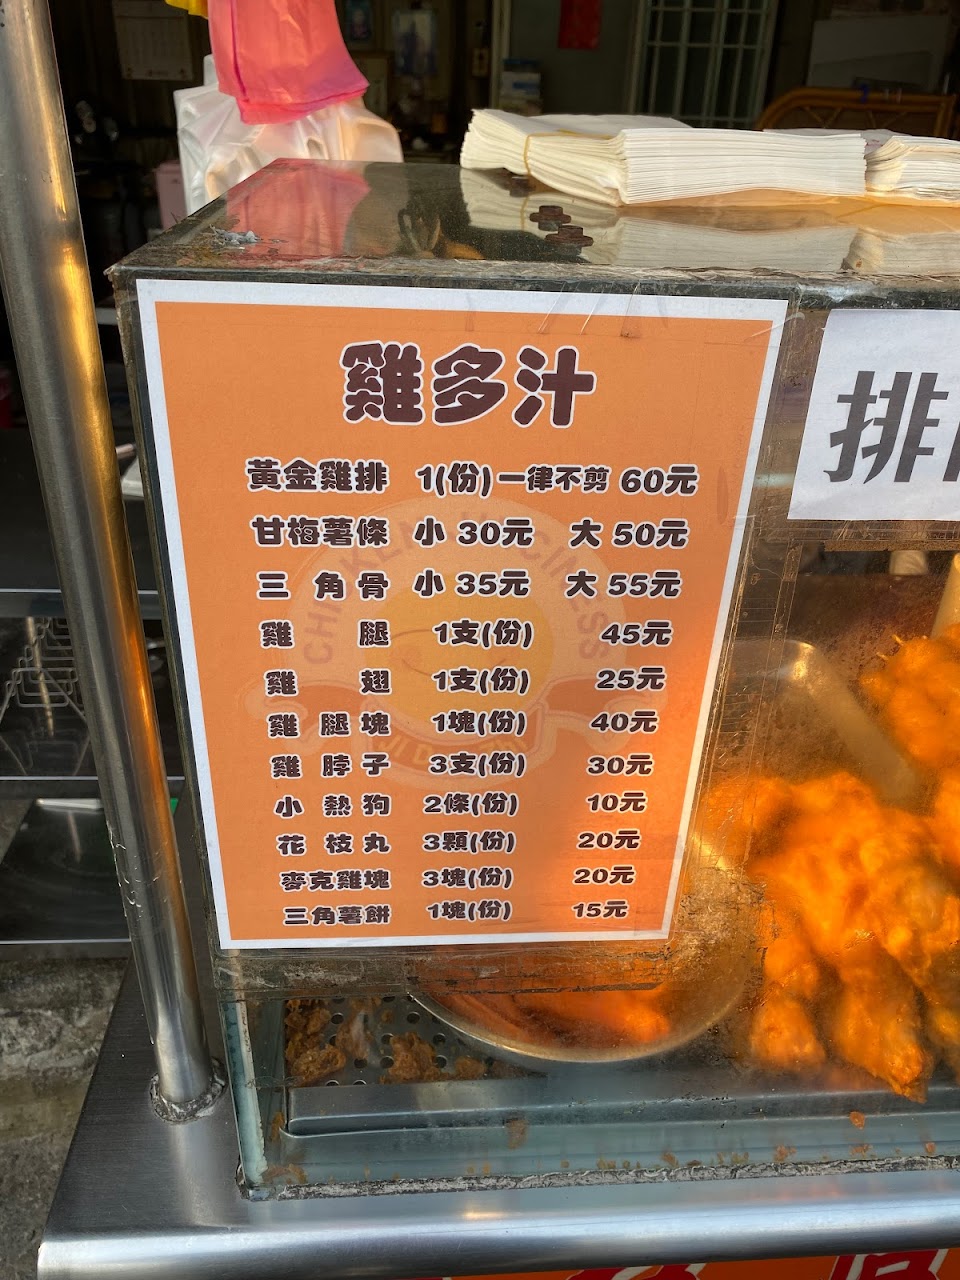 雞多汁
黃金雞排 1(份) 一律不剪 60元
甘梅薯條 小 30元 大 50元
三角骨 小 35元 大 55元
雞腿 1支(份) 45元
雞翅 1支(份) 25元
雞腿塊 1塊(份) 40元
雞脖子 3支(份) 30元
小熱狗 2條(份) 10元
花枝丸 3顆(份) 20元
麥克雞塊 3塊(份) 20元
三角薯餅 1塊(份) 15元
CHICKEN JUICINESS
排